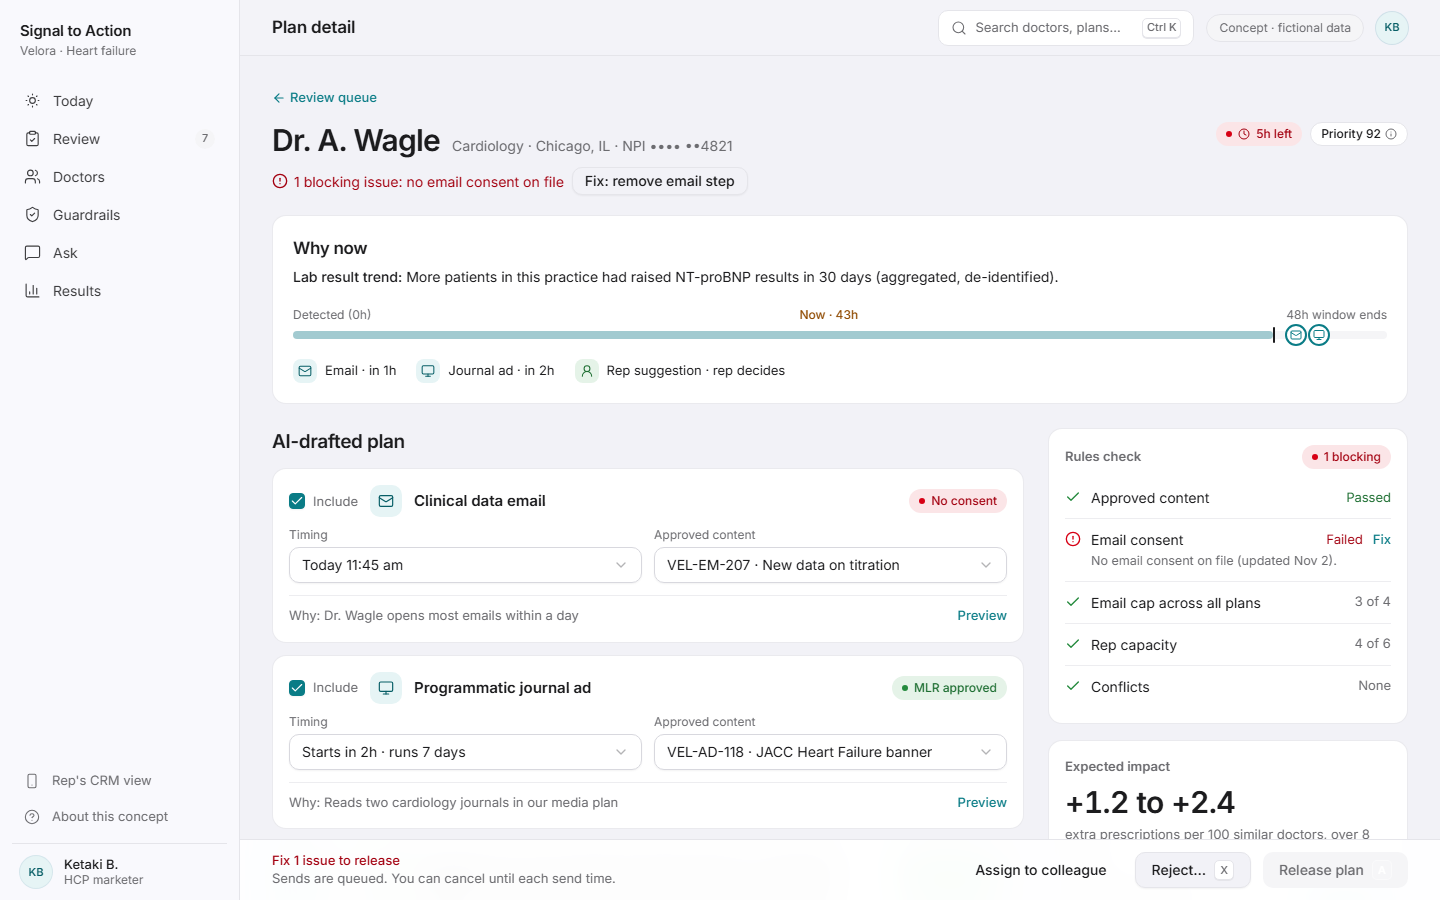 Signal to Action
Velora · Heart failure
Today
Review 7
Doctors
Guardrails
Ask
Results
Rep's CRM view
About this concept
KB Ketaki B.
HCP marketer
Plan detail
Search doctors, plans... Ctrl K
Concept · fictional data
KB
← Review queue
Dr. A. Wagle Cardiology · Chicago, IL · NPI •••• ••4821
5h left
Priority 92
1 blocking issue: no email consent on file
Fix: remove email step
Why now
Lab result trend: More patients in this practice had raised NT-proBNP results in 30 days (aggregated, de-identified).
Detected (0h) Now · 43h 48h window ends
Email · in 1h Journal ad · in 2h Rep suggestion · rep decides
AI-drafted plan
Include Clinical data email No consent
Timing Approved content
Today 11:45 am VEL-EM-207 · New data on titration
Why: Dr. Wagle opens most emails within a day Preview
Include Programmatic journal ad MLR approved
Timing Approved content
Starts in 2h · runs 7 days VEL-AD-118 · JACC Heart Failure banner
Why: Reads two cardiology journals in our media plan Preview
Rules check 1 blocking
Approved content Passed
Email consent Failed Fix
No email consent on file (updated Nov 2).
Email cap across all plans 3 of 4
Rep capacity 4 of 6
Conflicts None
Expected impact
+1.2 to +2.4
extra prescriptions per 100 similar doctors, over 8
Fix 1 issue to release
Sends are queued. You can cancel until each send time.
Assign to colleague
Reject... X
Release plan A